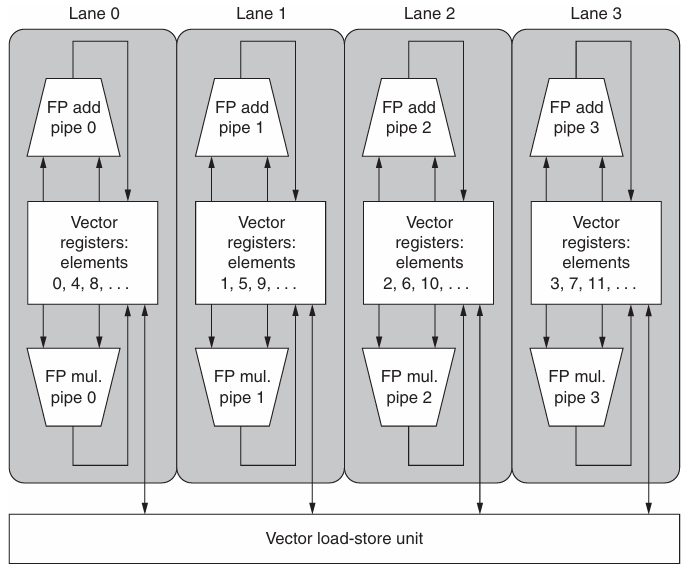 Lane 0
Lane 1
Lane 2
Lane 3
FP add
pipe 0
FP add
pipe 1
FP add
pipe 2
FP add
pipe 3
Vector
registers:
elements
0, 4, 8, . . .
Vector
registers:
elements
1, 5, 9, . . .
Vector
registers:
elements
2, 6, 10, . . .
Vector
registers:
elements
3, 7, 11, . . .
FP mul.
pipe 0
FP mul.
pipe 1
FP mul.
pipe 2
FP mul.
pipe 3
Vector load-store unit